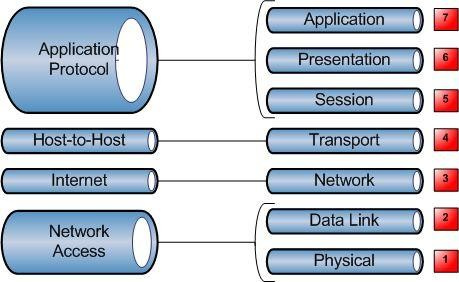 Application
Protocol
Application
7
Presentation
6
Session
5
Host-to-Host
Transport
4
Internet
Network
3
Network
Access
Data Link
2
Physical
1